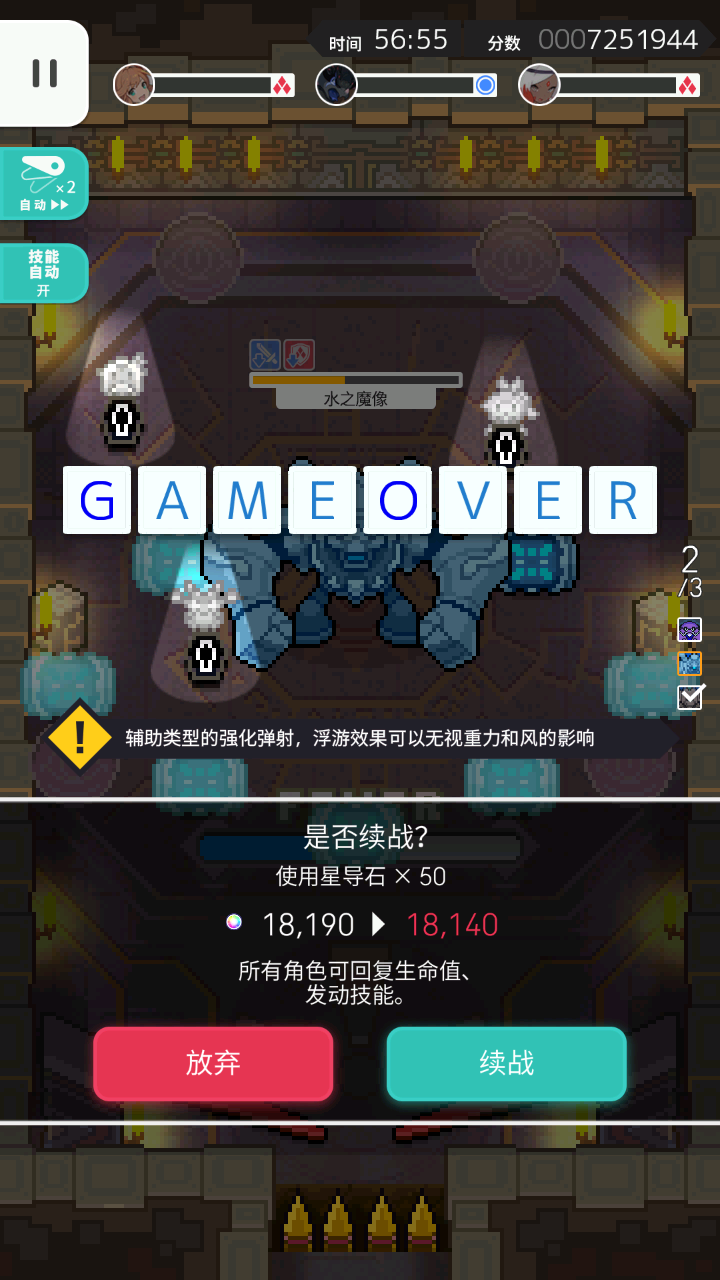 时间 56:55 分数 0007251944
×2
自动
技能
自动
开
水之魔像
GAMEOVER
2
/3
! 辅助类型的强化弹射，浮游效果可以无视重力和风的影响
FEVER
是否续战？
使用星导石 × 50
18,190 18,140
所有角色可回复生命值、
发动技能。
放弃 续战